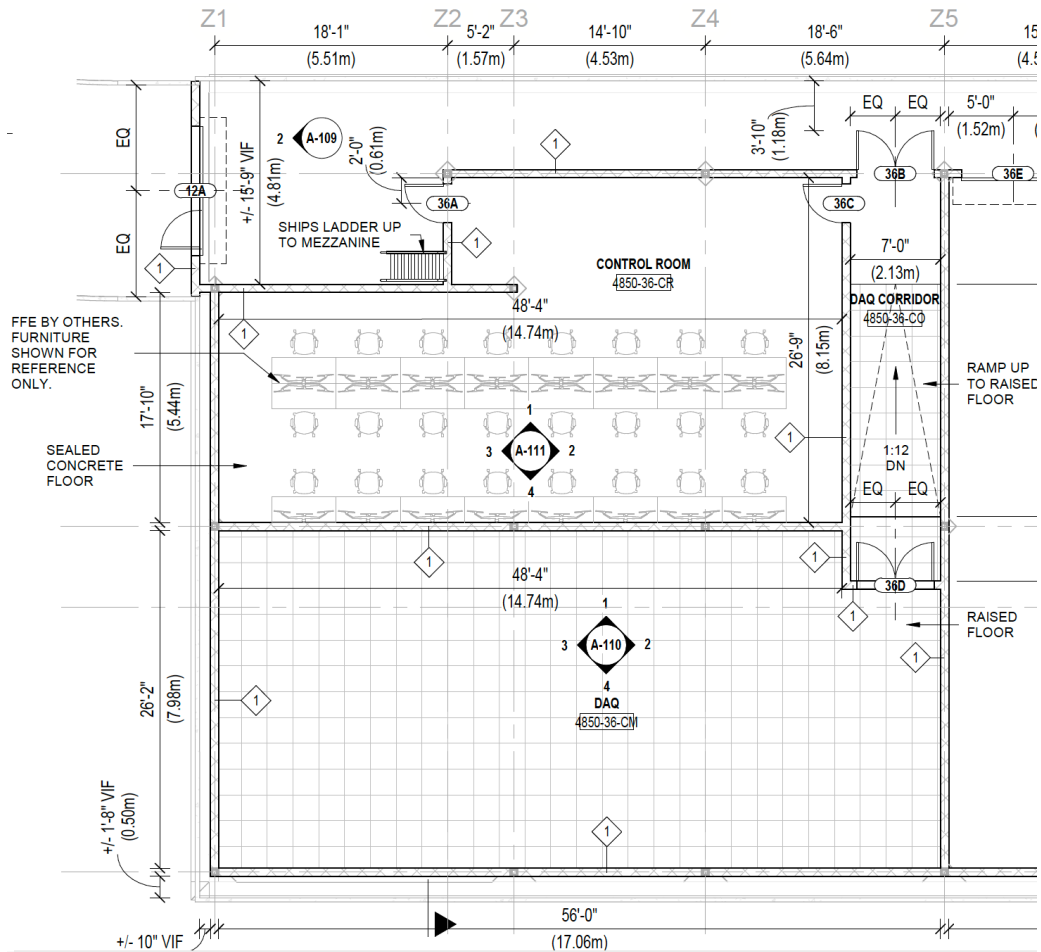 Z1
Z2
Z3
Z4
Z5
18'-1"
5'-2"
14'-10"
18'-6"
15
(5.51m)
(1.57m)
(4.53m)
(5.64m)
(4.5
EQ
EQ
EQ
5'-0"
(1.52m)
3'-10"
(1.18m)
2
A-109
2'-0"
(0.61m)
1
36B
36E
12A
+/- 15'-9" VIF
(4.81m)
36A
36C
SHIPS LADDER UP
TO MEZZANINE
1
EQ
7'-0"
(2.13m)
CONTROL ROOM
4850-36-CR
1
DAQ CORRIDOR
4850-36-CO
48'-4"
(14.74m)
1
FFE BY OTHERS.
FURNITURE
SHOWN FOR
REFERENCE
ONLY.
26'-9"
(8.15m)
RAMP UP
TO RAISED
FLOOR
17'-10"
(5.44m)
1
3
A-111
2
4
1
SEALED
CONCRETE
FLOOR
1:12
DN
EQ
EQ
1
1
48'-4"
(14.74m)
36D
1
1
3
A-110
2
4
RAISED
FLOOR
1
DAQ
4850-36-CM
1
26'-2"
(7.98m)
1
+/- 1'-8" VIF
(0.50m)
56'-0"
(17.06m)
+/- 10" VIF